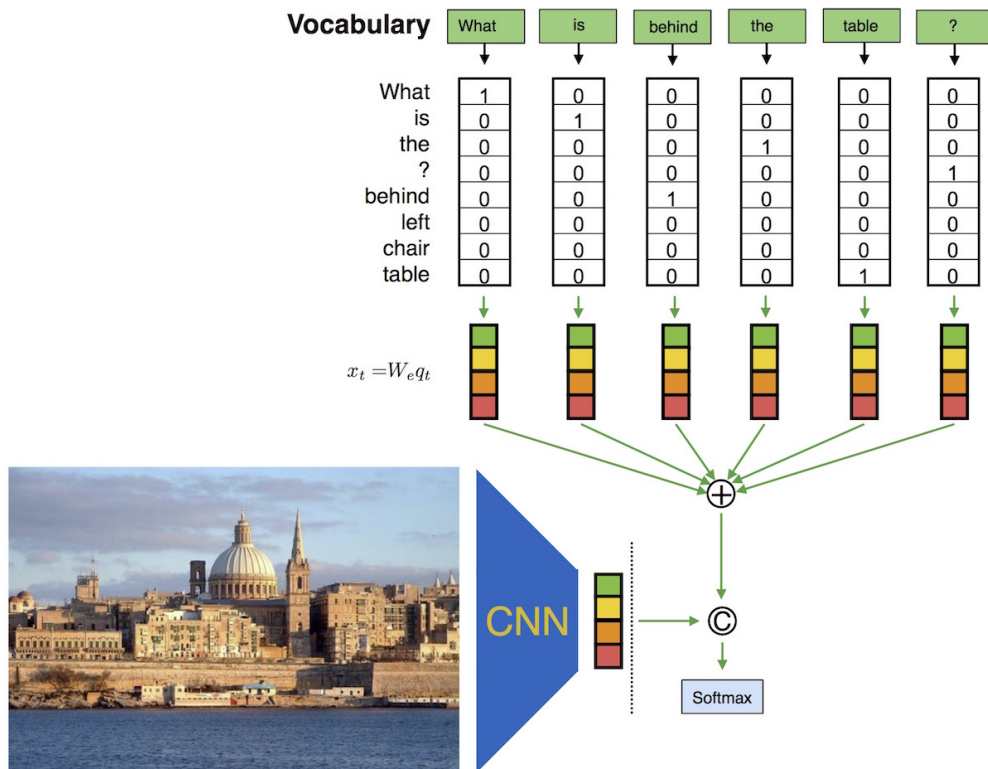 Vocabulary What is behind the table ?
What 1 0 0 0 0 0
is 0 1 0 0 0 0
the 0 0 0 1 0 0
? 0 0 0 0 0 1
behind 0 0 1 0 0 0
left 0 0 0 0 0 0
chair 0 0 0 0 0 0
table 0 0 0 0 1 0
x_t =W_e q_t
+
CNN
C
Softmax